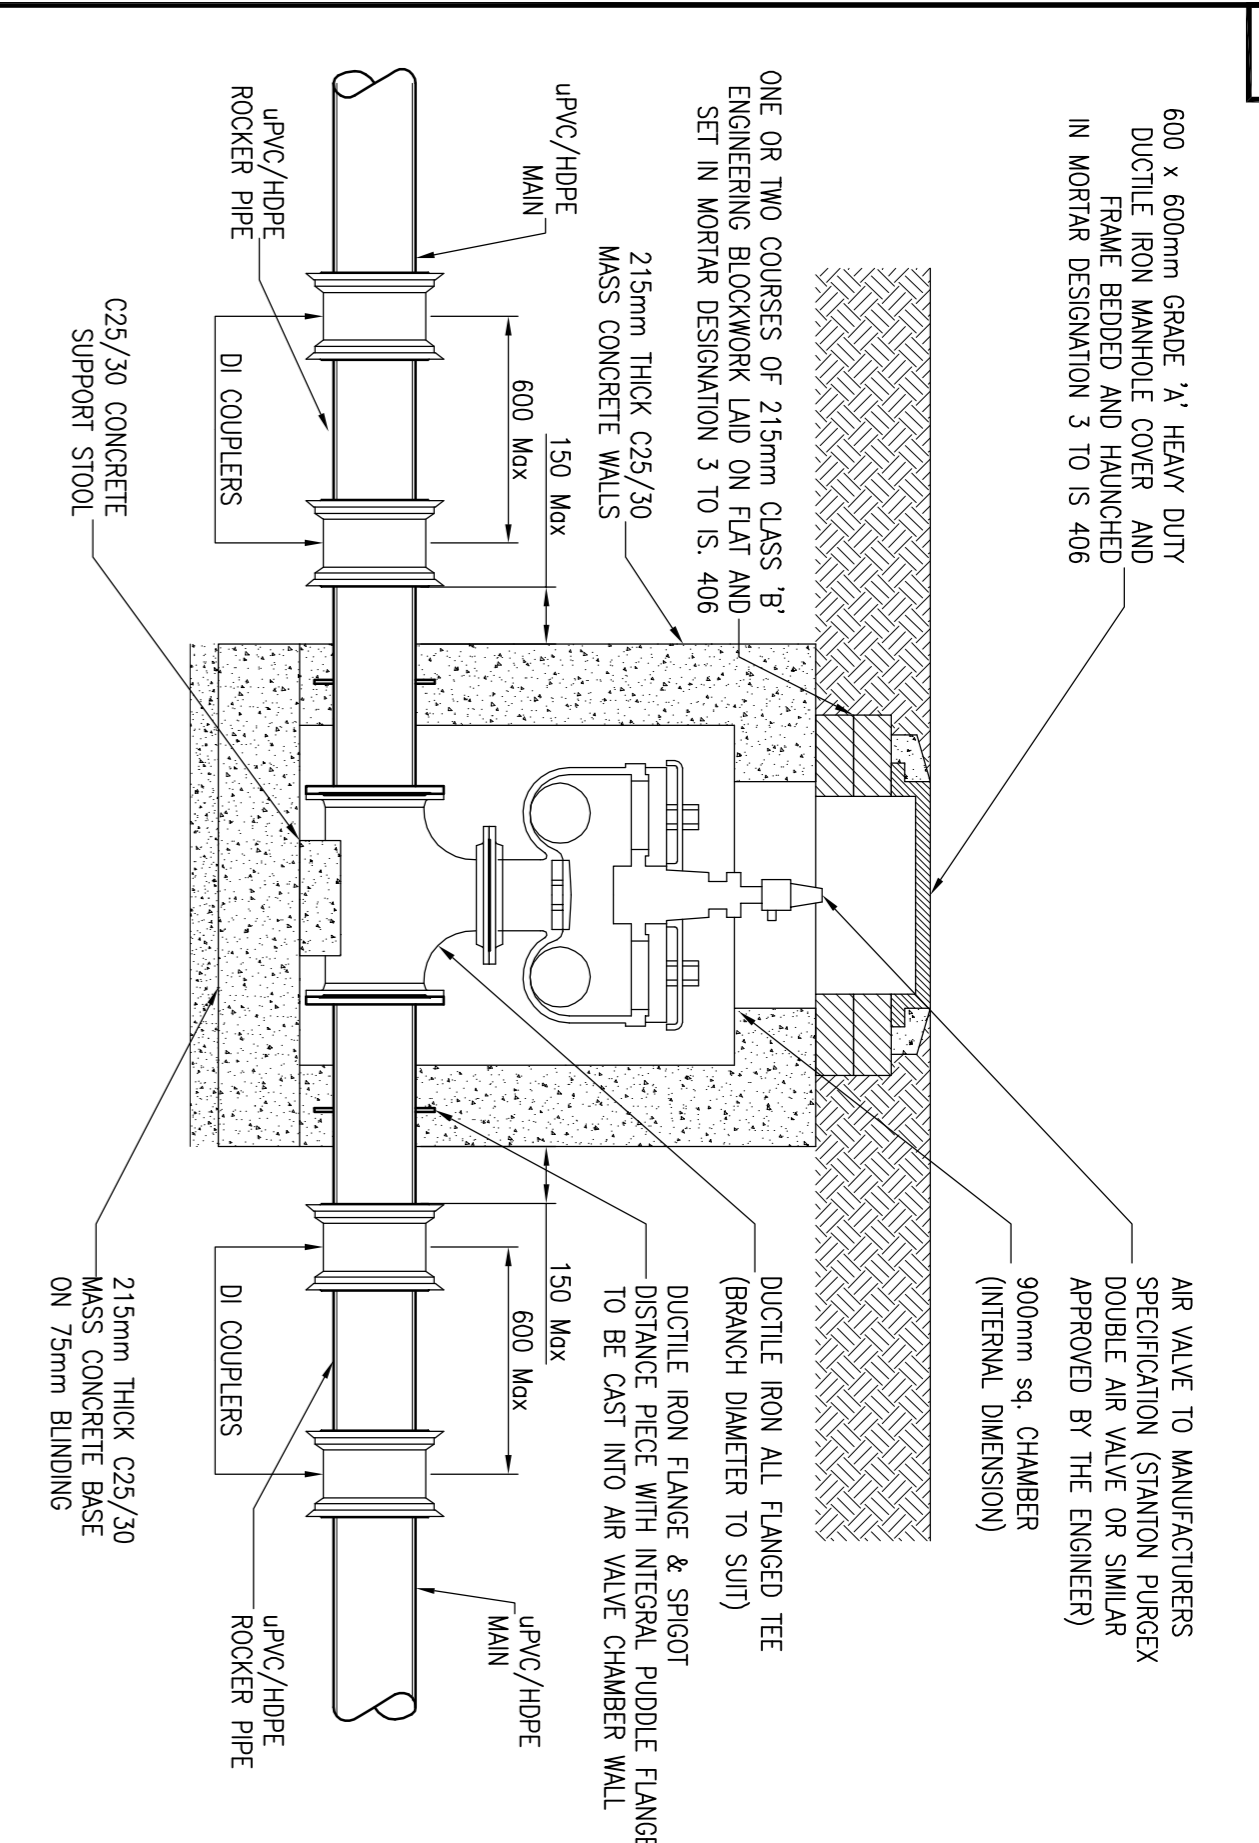 600 x 600mm GRADE 'A' HEAVY DUTY
DUCTILE IRON MANHOLE COVER AND
FRAME BEDDED AND HAUNCHED
IN MORTAR DESIGNATION 3 TO IS 406
ONE OR TWO COURSES OF 215mm CLASS 'B'
ENGINEERING BLOCKWORK LAID ON FLAT AND
SET IN MORTAR DESIGNATION 3 TO IS. 406
215mm THICK C25/30
MASS CONCRETE WALLS
uPVC/HDPE
MAIN
150 Max
600 Max
DI COUPLERS
uPVC/HDPE
ROCKER PIPE
C25/30 CONCRETE
SUPPORT STOOL
AIR VALVE TO MANUFACTURERS
SPECIFICATION (STANTON PURGEX
DOUBLE AIR VALVE OR SIMILAR
APPROVED BY THE ENGINEER)
900mm sq. CHAMBER
(INTERNAL DIMENSION)
DUCTILE IRON ALL FLANGED TEE
(BRANCH DIAMETER TO SUIT)
DUCTILE IRON FLANGE & SPIGOT
DISTANCE PIECE WITH INTEGRAL PUDDLE FLANGE
TO BE CAST INTO AIR VALVE CHAMBER WALL
150 Max
600 Max
uPVC/HDPE
MAIN
DI COUPLERS
uPVC/HDPE
ROCKER PIPE
215mm THICK C25/30
MASS CONCRETE BASE
ON 75mm BLINDING